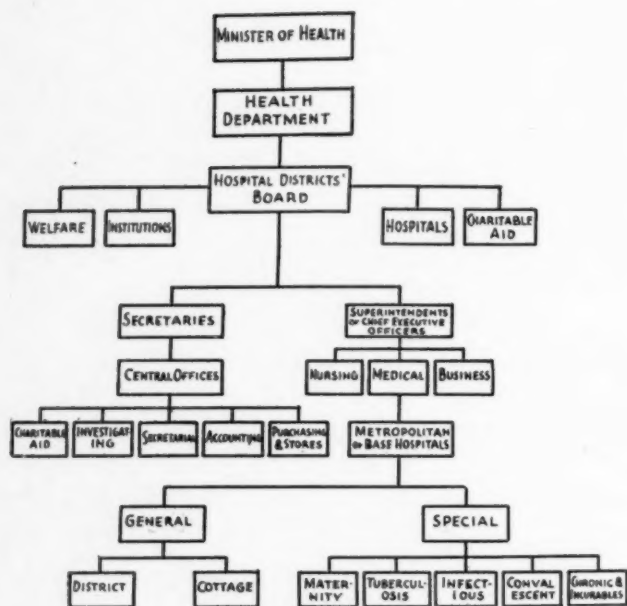 MINISTER OF HEALTH
HEALTH
DEPARTMENT
HOSPITAL DISTRICTS'
BOARD
WELFARE
INSTITUTIONS
HOSPITALS
CHARITABLE
AID
SECRETARIES
SUPERINTENDENTS
OR CHIEF EXECUTIVE
OFFICERS
CENTRAL OFFICES
NURSING
MEDICAL
BUSINESS
CHARITABLE
AID
INVESTIGAT
ING
SECRETARIAL
ACCOUNTING
PURCHASING
& STORES
METROPOLITAN
OR BASE HOSPITALS
GENERAL
SPECIAL
DISTRICT
COTTAGE
MATER-
NITY
TUBERCUL-
OSIS
INFECT-
IOUS
CONVAL
ESCENT
CHRONIC &
INCURABLES